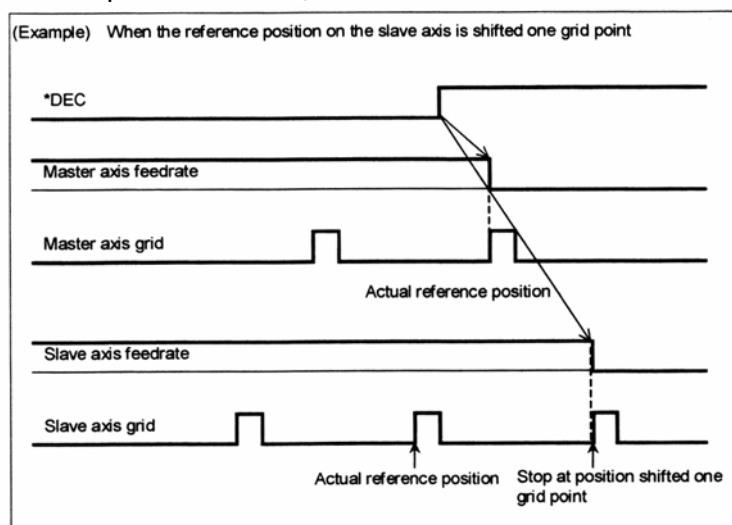 (Example) When the reference position on the slave axis is shifted one grid point
*DEC
Master axis feedrate
Master axis grid
Actual reference position
Slave axis feedrate
Slave axis grid
Actual reference position
Stop at position shifted one
grid point